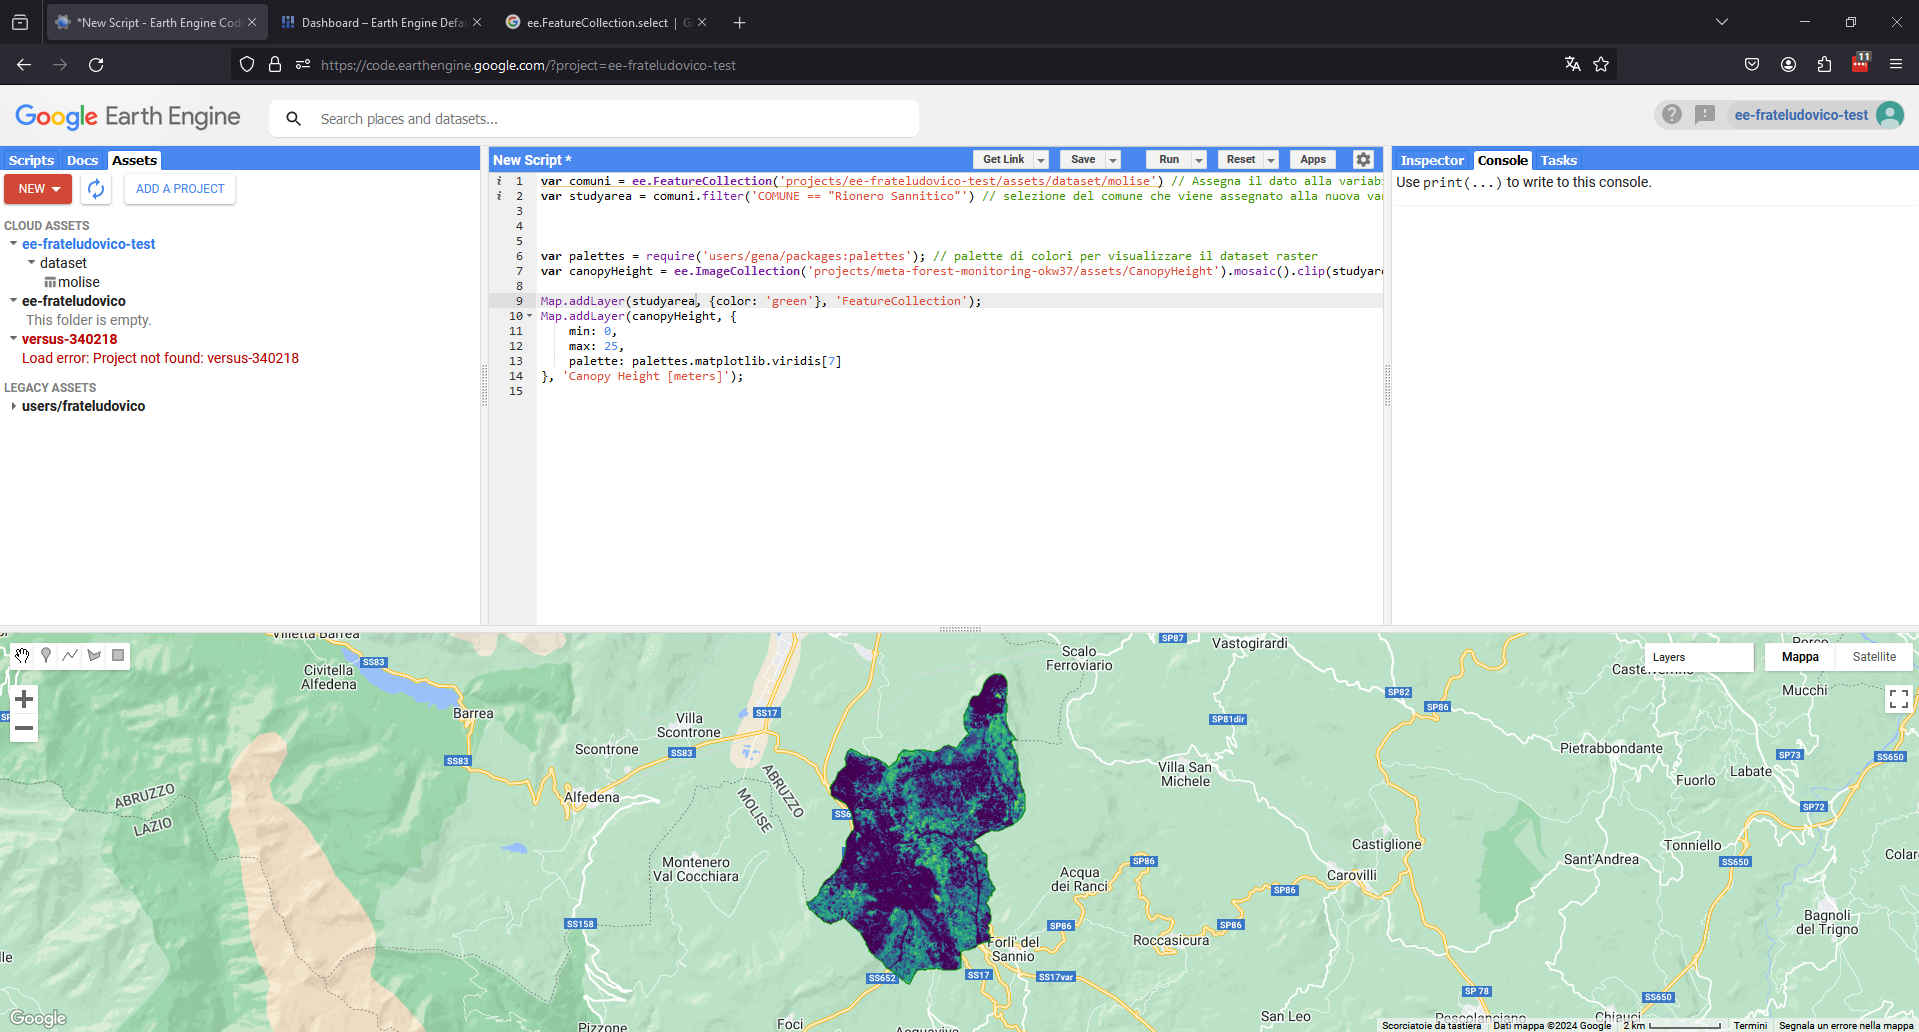 *New Script - Earth Engine Cod
Dashboard – Earth Engine Defa
ee.FeatureCollection.select | G
https://code.earthengine.google.com/?project=ee-frateludovico-test
11
Google Earth Engine
Search places and datasets...
ee-frateludovico-test
Scripts Docs Assets
NEW
ADD A PROJECT
CLOUD ASSETS
ee-frateludovico-test
dataset
molise
ee-frateludovico
This folder is empty.
versus-340218
Load error: Project not found: versus-340218
LEGACY ASSETS
users/frateludovico
New Script *
Get Link
Save
Run
Reset
Apps
1 var comuni = ee.FeatureCollection('projects/ee-frateludovico-test/assets/dataset/molise') // Assegna il dato alla variabi
2 var studyarea = comuni.filter('COMUNE == "Rionero Sannitico"') // selezione del comune che viene assegnato alla nuova var
3
4
5
6 var palettes = require('users/gena/packages:palettes'); // palette di colori per visualizzare il dataset raster
7 var canopyHeight = ee.ImageCollection('projects/meta-forest-monitoring-okw37/assets/CanopyHeight').mosaic().clip(studyare
8
9 Map.addLayer(studyarea, {color: 'green'}, 'FeatureCollection');
10 Map.addLayer(canopyHeight, {
11 min: 0,
12 max: 25,
13 palette: palettes.matplotlib.viridis[7]
14 }, 'Canopy Height [meters]');
15
Inspector Console Tasks
Use print(...) to write to this console.
Layers
Mappa
Satellite
Villetta Barrea
Civitella
Alfedena
SS83
Barrea
SS83
Scontrone
Villa
Scontrone
SS83
SS17
Alfedena
ABRUZZO
LAZIO
ABRUZZO
MOLISE
SS6
Montenero
Val Cocchiara
SS158
Pizzone
Foci
SS652
SS17
SS17var
Forli' del
Sannio
Acquaviva
Scalo
Ferroviario
SP87
Vastogirardi
SP81dir
Villa San
Michele
SP82
SP86
Acqua
dei Ranci
SP86
SP86
SP86
SP86
Roccasicura
Castiglione
Carovilli
San Leo
SP 78
Pescolanciano
Chiauci
Pietrabbondante
Mucchi
SP73
SS650
Labate
Fuorlo
SP72
Tonniello
SS650
Sant'Andrea
Colar
Bagnoli
del Trigno
SS650
Google
Scorciatoie da tastiera
Dati mappa ©2024 Google
2 km
Termini
Segnala un errore nella mappa